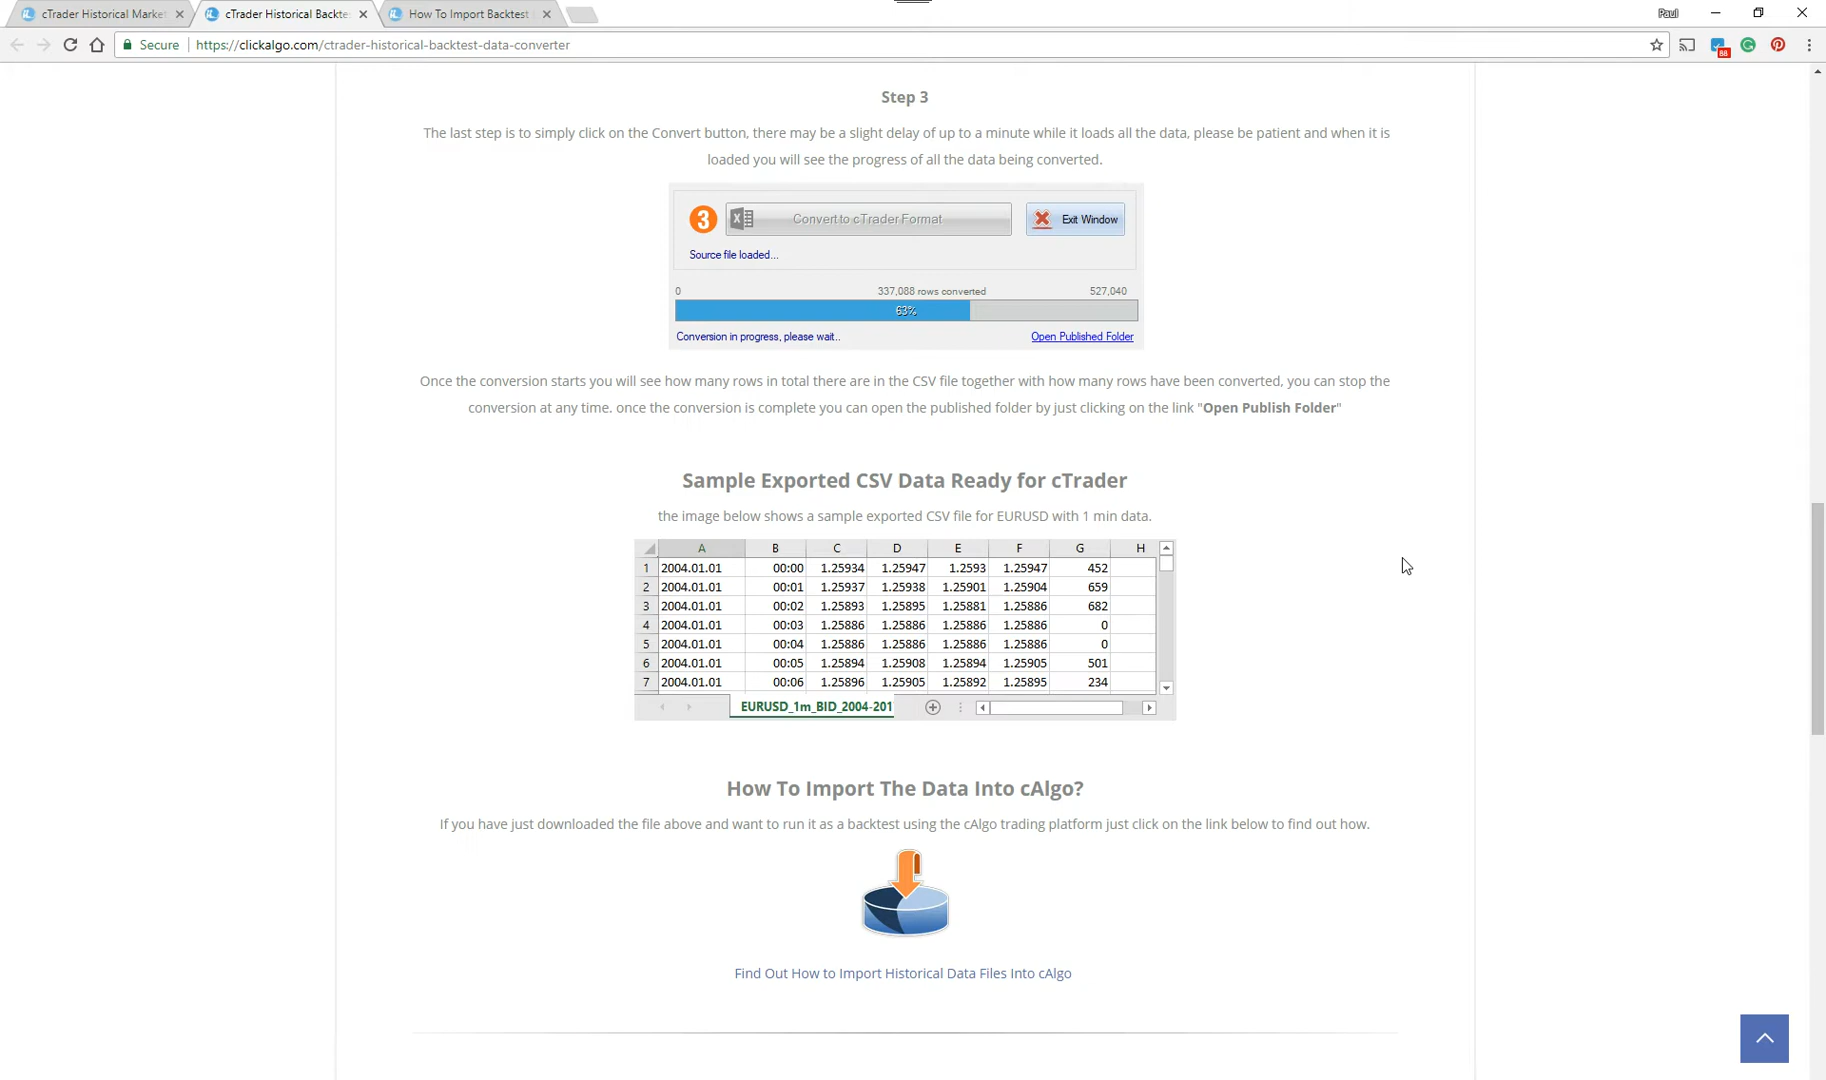 cTrader Historical Market
cTrader Historical Backte
How To Import Backtest
Paul
Secure
https://clickalgo.com/ctrader-historical-backtest-data-converter
88
Step 3
The last step is to simply click on the Convert button, there may be a slight delay of up to a minute while it loads all the data, please be patient and when it is
loaded you will see the progress of all the data being converted.
3 Convert to cTrader Format Exit Window
Source file loaded...
0 337,088 rows converted 527,040
63%
Conversion in progress, please wait.. Open Published Folder
Once the conversion starts you will see how many rows in total there are in the CSV file together with how many rows have been converted, you can stop the
conversion at any time. once the conversion is complete you can open the published folder by just clicking on the link "Open Publish Folder"
Sample Exported CSV Data Ready for cTrader
the image below shows a sample exported CSV file for EURUSD with 1 min data.
A B C D E F G H
1 2004.01.01 00:00 1.25934 1.25947 1.2593 1.25947 452
2 2004.01.01 00:01 1.25937 1.25938 1.25901 1.25904 659
3 2004.01.01 00:02 1.25893 1.25895 1.25881 1.25886 682
4 2004.01.01 00:03 1.25886 1.25886 1.25886 1.25886 0
5 2004.01.01 00:04 1.25886 1.25886 1.25886 1.25886 0
6 2004.01.01 00:05 1.25894 1.25908 1.25894 1.25905 501
7 2004.01.01 00:06 1.25896 1.25905 1.25892 1.25895 234
EURUSD_1m_BID_2004-201
How To Import The Data Into cAlgo?
If you have just downloaded the file above and want to run it as a backtest using the cAlgo trading platform just click on the link below to find out how.
Find Out How to Import Historical Data Files Into cAlgo